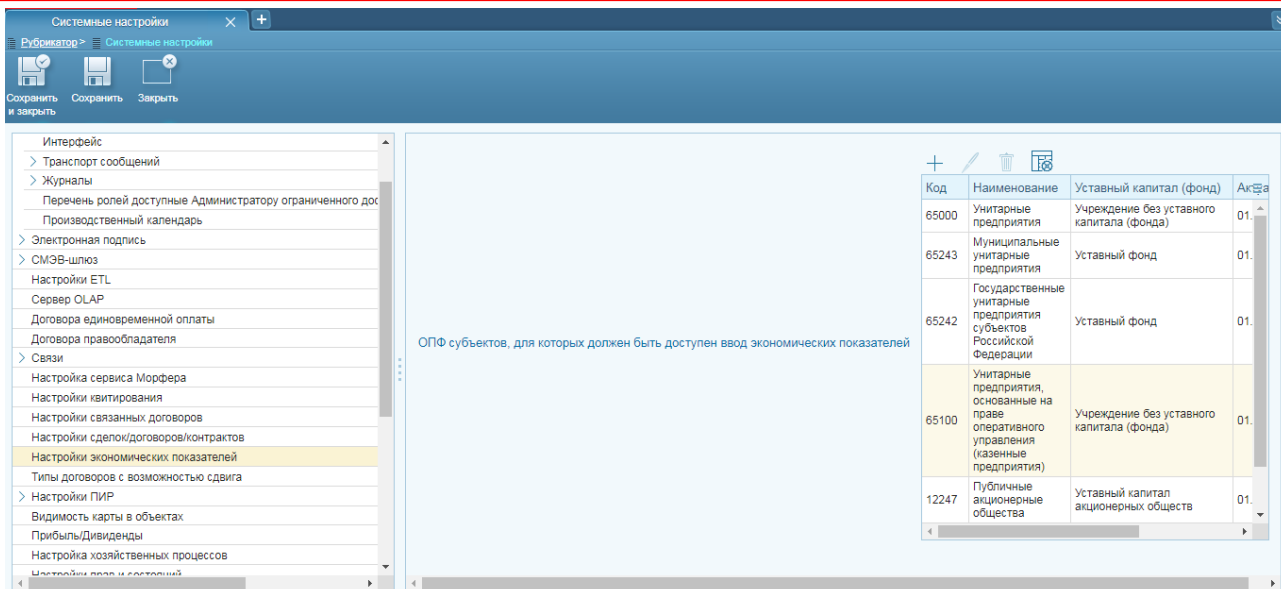 Системные настройки
Рубрикатор > Системные настройки
Сохранить и закрыть
Сохранить
Закрыть
Интерфейс
Транспорт сообщений
Журналы
Перечень ролей доступные Администратору ограниченного дос
Производственный календарь
Электронная подпись
СМЭВ-шлюз
Настройки ETL
Сервер OLAP
Договора единовременной оплаты
Договора правообладателя
Связи
Настройка сервиса Морфера
Настройки квитирования
Настройки связанных договоров
Настройки сделок/договоров/контрактов
Настройки экономических показателей
Типы договоров с возможностью сдвига
Настройки ПИР
Видимость карты в объектах
Прибыль/Дивиденды
Настройка хозяйственных процессов
Настройки прав и состояний
ОПФ субъектов, для которых должен быть доступен ввод экономических показателей
Код Наименование Уставный капитал (фонд)
65000
Унитарные
предприятия
Учреждение без уставного
капитала (фонда)
01.
65243
Муниципальные
унитарные
предприятия
Уставный фонд
01.
65242
Государственные
унитарные
предприятия
субъектов
Российской
Федерации
Уставный фонд
01.
65100
Унитарные
предприятия,
основанные на
праве
оперативного
управления
(казенные
предприятия)
Учреждение без уставного
капитала (фонда)
01.
12247
Публичные
акционерные
общества
Уставный капитал
акционерных обществ
01.